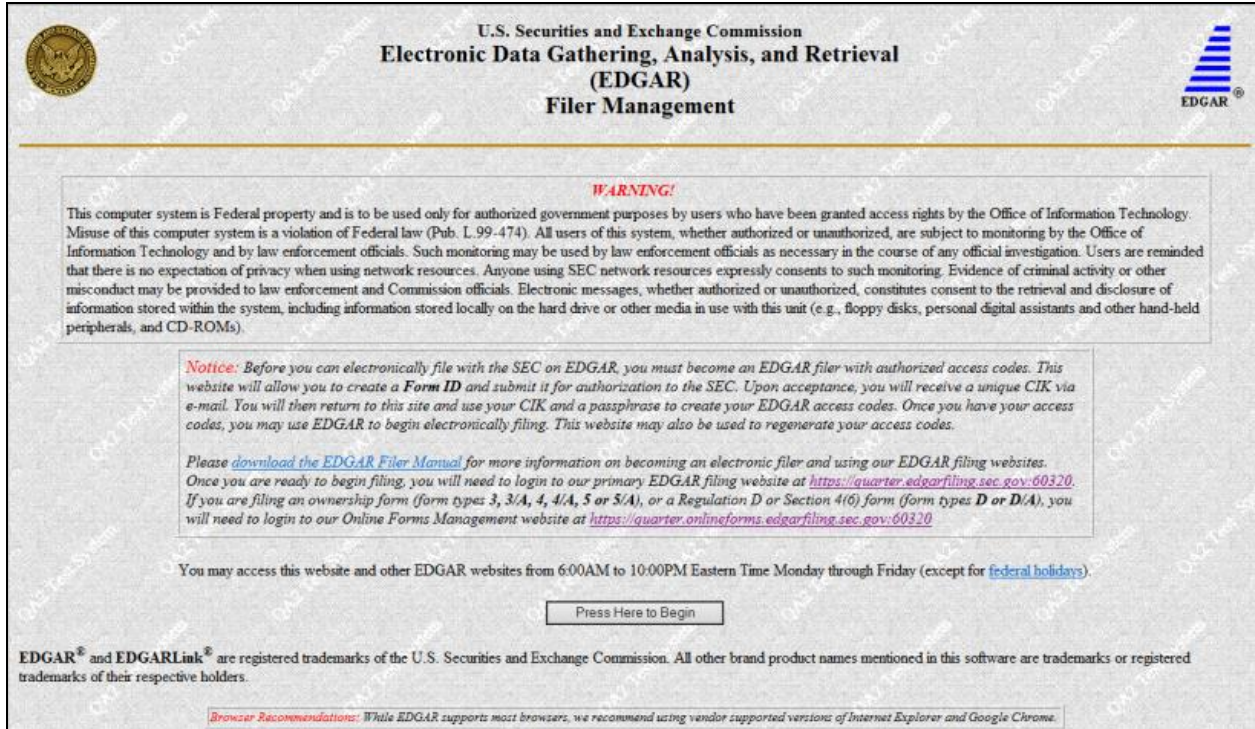 U.S. Securities and Exchange Commission
Electronic Data Gathering, Analysis, and Retrieval
(EDGAR)
Filer Management
EDGAR ®
WARNING!
This computer system is Federal property and is to be used only for authorized government purposes by users who have been granted access rights by the Office of Information Technology.
Misuse of this computer system is a violation of Federal law (Pub. L.99-474). All users of this system, whether authorized or unauthorized, are subject to monitoring by the Office of
Information Technology and by law enforcement officials. Such monitoring may be used by law enforcement officials as necessary in the course of any official investigation. Users are reminded
that there is no expectation of privacy when using network resources. Anyone using SEC network resources expressly consents to such monitoring. Evidence of criminal activity or other
misconduct may be provided to law enforcement and Commission officials. Electronic messages, whether authorized or unauthorized, constitutes consent to the retrieval and disclosure of
information stored within the system, including information stored locally on the hard drive or other media in use with this unit (e.g., floppy disks, personal digital assistants and other hand-held
peripherals, and CD-ROMs).
Notice: Before you can electronically file with the SEC on EDGAR, you must become an EDGAR filer with authorized access codes. This
website will allow you to create a Form ID and submit it for authorization to the SEC. Upon acceptance, you will receive a unique CIK via
e-mail. You will then return to this site and use your CIK and a passphrase to create your EDGAR access codes. Once you have your access
codes, you may use EDGAR to begin electronically filing. This website may also be used to regenerate your access codes.
Please download the EDGAR Filer Manual for more information on becoming an electronic filer and using our EDGAR filing websites.
Once you are ready to begin filing, you will need to login to our primary EDGAR filing website at https://quarter.edgarfiling.sec.gov:60320.
If you are filing an ownership form (form types 3, 3/A, 4, 4/A, 5 or 5/A), or a Regulation D or Section 4(6) form (form types D or D/A), you
will need to login to our Online Forms Management website at https://quarter.onlineforms.edgarfiling.sec.gov:60320
You may access this website and other EDGAR websites from 6:00AM to 10:00PM Eastern Time Monday through Friday (except for federal holidays).
Press Here to Begin
EDGAR® and EDGARLink® are registered trademarks of the U.S. Securities and Exchange Commission. All other brand product names mentioned in this software are trademarks or registered
trademarks of their respective holders.
Browser Recommendations: While EDGAR supports most browsers, we recommend using vendor supported versions of Internet Explorer and Google Chrome.
QA2 Test System